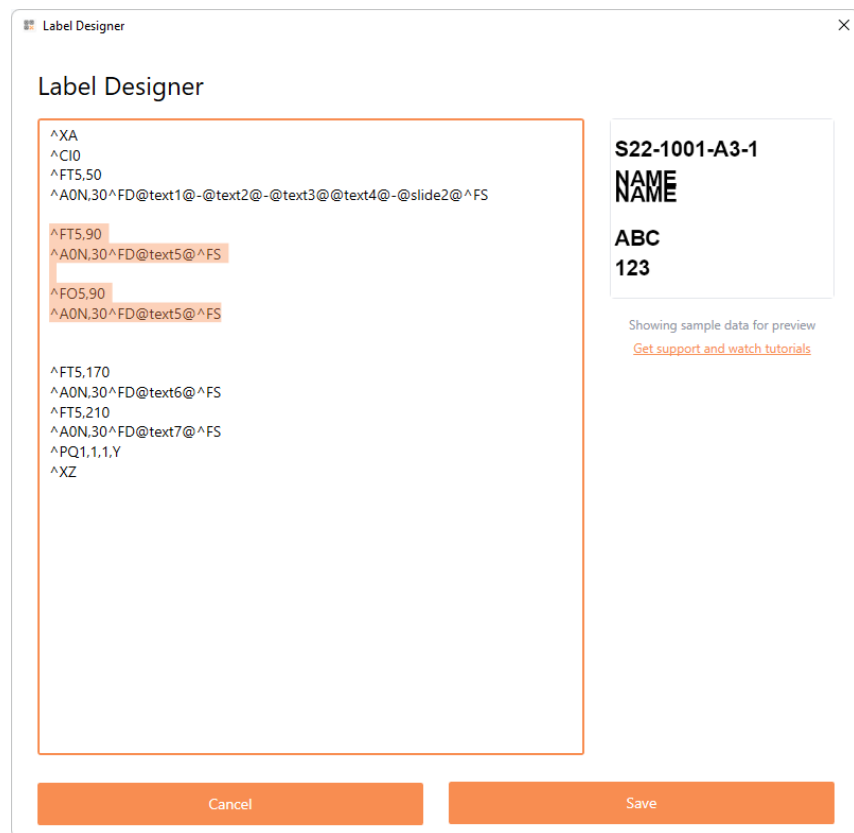 Label Designer
Label Designer
^XA
^CI0
^FT5,50
^A0N,30^FD@text1@-@text2@-@text3@@text4@-@slide2@^FS
^FT5,90
^A0N,30^FD@text5@^FS
^FO5,90
^A0N,30^FD@text5@^FS
^FT5,170
^A0N,30^FD@text6@^FS
^FT5,210
^A0N,30^FD@text7@^FS
^PQ1,1,1,Y
^XZ
S22-1001-A3-1
NAME
NAME
ABC
123
Showing sample data for preview
Get support and watch tutorials
Cancel
Save